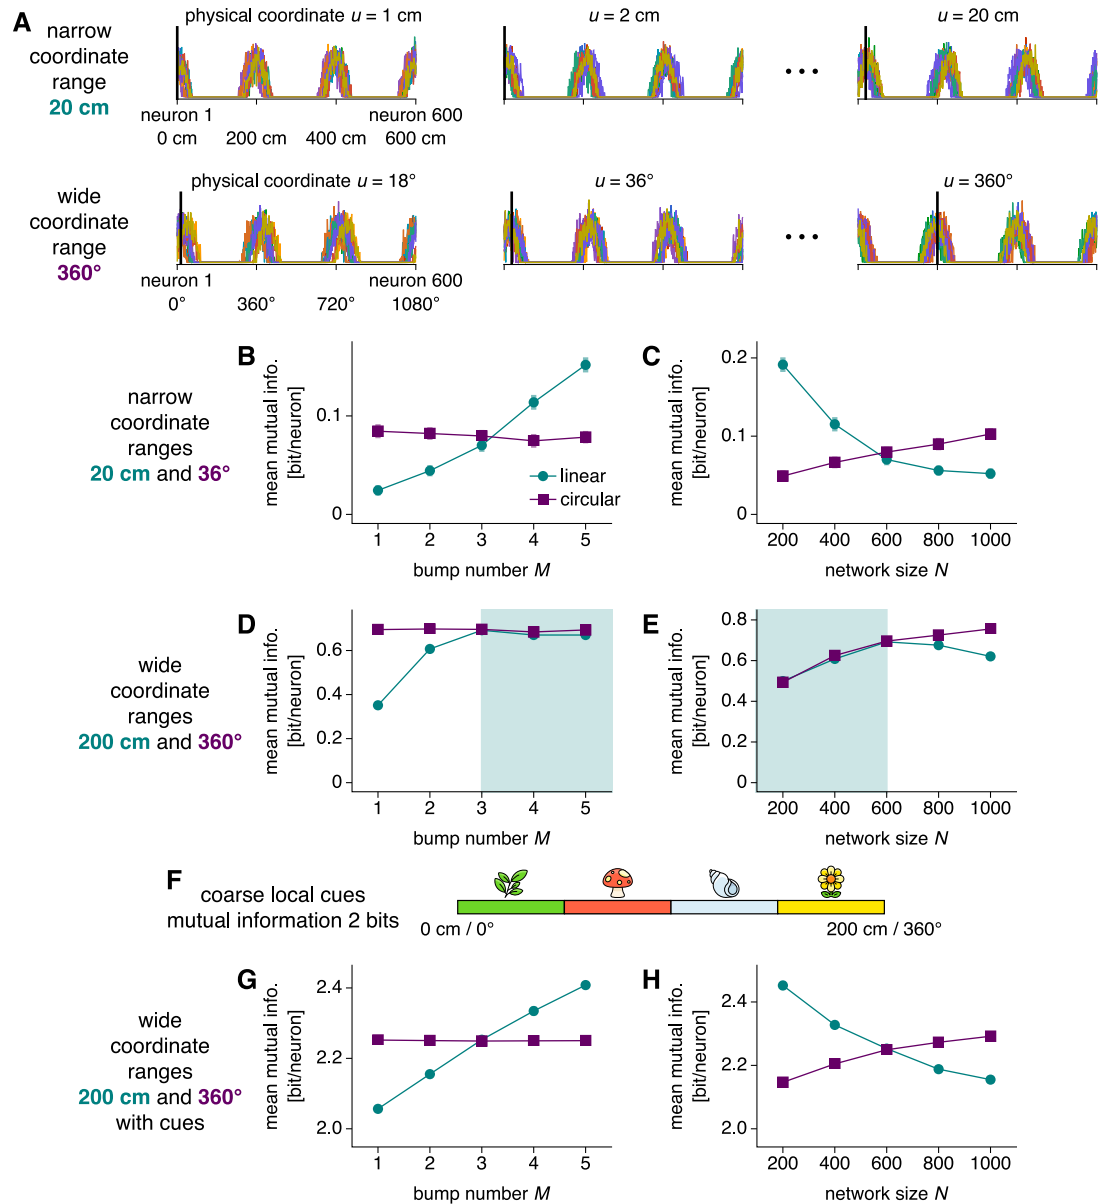 A
narrow
coordinate
range
20 cm
physical coordinate u = 1 cm
u = 2 cm
u = 20 cm
neuron 1
neuron 600
0 cm
200 cm
400 cm
600 cm
wide
coordinate
range
360°
physical coordinate u = 18°
u = 36°
u = 360°
neuron 1
neuron 600
0°
360°
720°
1080°
narrow
coordinate
ranges
20 cm and 36°
B
mean mutual info.
[bit/neuron]
0.1
0
linear
circular
1 2 3 4 5
bump number M
C
mean mutual info.
[bit/neuron]
0.2
0.1
0
200 400 600 800 1000
network size N
wide
coordinate
ranges
200 cm and 360°
D
mean mutual info.
[bit/neuron]
0.6
0.4
0.2
0
1 2 3 4 5
bump number M
E
mean mutual info.
[bit/neuron]
0.8
0.6
0.4
0.2
0
200 400 600 800 1000
network size N
F
coarse local cues
mutual information 2 bits
0 cm / 0°
200 cm / 360°
wide
coordinate
ranges
200 cm and 360°
with cues
G
mean mutual info.
[bit/neuron]
2.4
2.2
2.0
1 2 3 4 5
bump number M
H
mean mutual info.
[bit/neuron]
2.4
2.2
2.0
200 400 600 800 1000
network size N